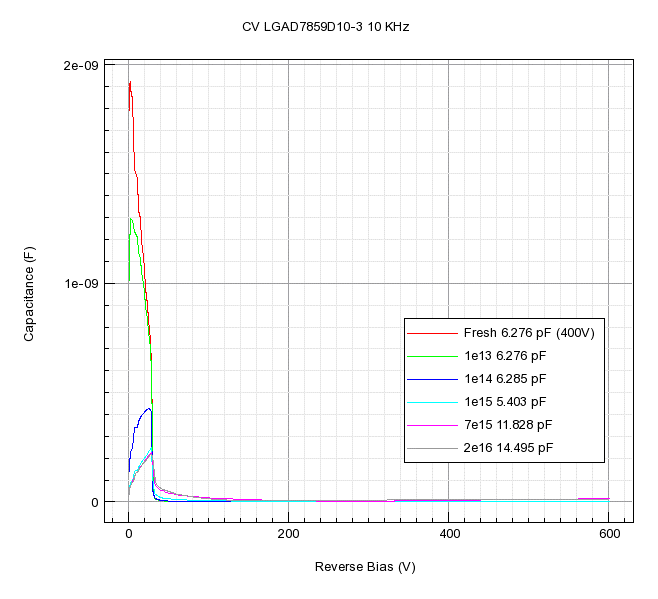 CV LGAD7859D10-3 10 KHz
2e-09
1e-09
0
Capacitance (F)
Fresh 6.276 pF (400V)
1e13 6.276 pF
1e14 6.285 pF
1e15 5.403 pF
7e15 11.828 pF
2e16 14.495 pF
0 200 400 600
Reverse Bias (V)